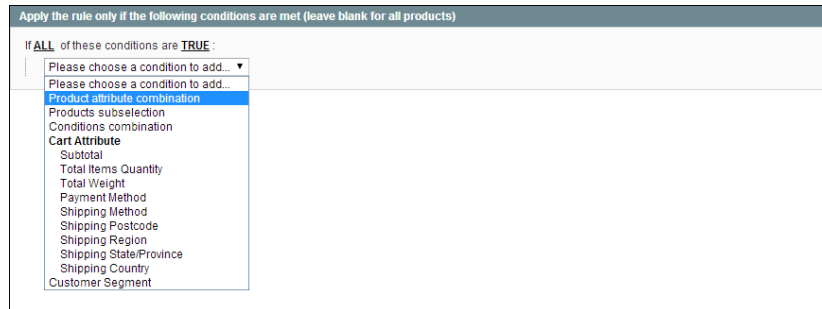 Apply the rule only if the following conditions are met (leave blank for all products)
If ALL of these conditions are TRUE :
Please choose a condition to add...
Please choose a condition to add...
Product attribute combination
Products subselection
Conditions combination
Cart Attribute
Subtotal
Total Items Quantity
Total Weight
Payment Method
Shipping Method
Shipping Postcode
Shipping Region
Shipping State/Province
Shipping Country
Customer Segment